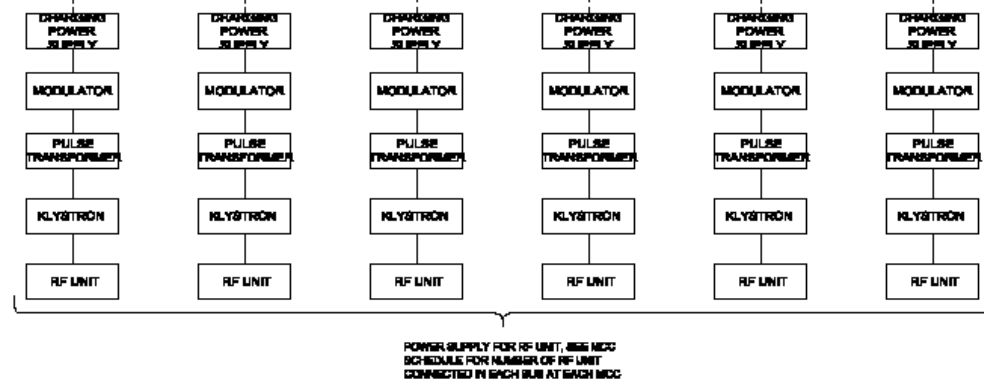 CHARGING CHARGING CHARGING CHARGING CHARGING CHARGING
POWER POWER POWER POWER POWER POWER
SUPPLY SUPPLY SUPPLY SUPPLY SUPPLY SUPPLY
MODULATOR MODULATOR MODULATOR MODULATOR MODULATOR MODULATOR
PULSE PULSE PULSE PULSE PULSE PULSE
TRANSFORMER TRANSFORMER TRANSFORMER TRANSFORMER TRANSFORMER TRANSFORMER
KLYSTRON KLYSTRON KLYSTRON KLYSTRON KLYSTRON KLYSTRON
RF UNIT RF UNIT RF UNIT RF UNIT RF UNIT RF UNIT
POWER SUPPLY FOR RF UNIT, SEE MCC
SCHEDULE FOR NUMBER OF RF UNIT
CONNECTED IN EACH BUS AT EACH MCC